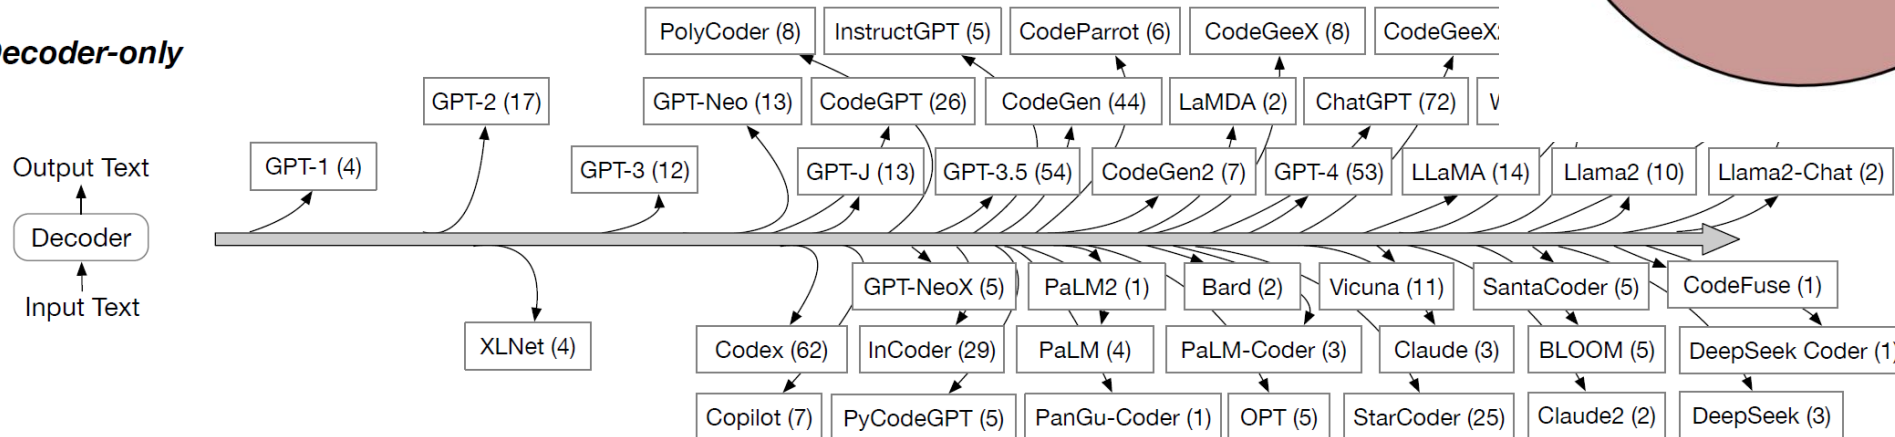 Decoder-only
PolyCoder (8) InstructGPT (5) CodeParrot (6) CodeGeeX (8) CodeGeeX
GPT-2 (17) GPT-Neo (13) CodeGPT (26) CodeGen (44) LaMDA (2) ChatGPT (72)
Output Text GPT-1 (4) GPT-3 (12) GPT-J (13) GPT-3.5 (54) CodeGen2 (7) GPT-4 (53) LLaMA (14) Llama2 (10) Llama2-Chat (2)
Decoder
Input Text GPT-NeoX (5) PaLM2 (1) Bard (2) Vicuna (11) SantaCoder (5) CodeFuse (1)
XLNet (4) Codex (62) InCoder (29) PaLM (4) PaLM-Coder (3) Claude (3) BLOOM (5) DeepSeek Coder (1)
Copilot (7) PyCodeGPT (5) PanGu-Coder (1) OPT (5) StarCoder (25) Claude2 (2) DeepSeek (3)